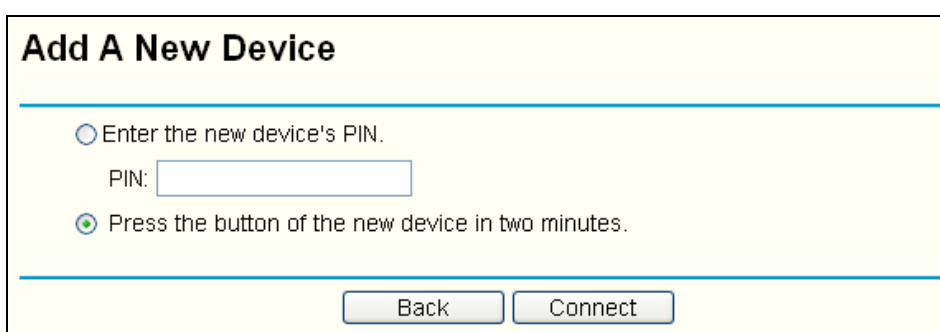 Add A New Device
Enter the new device's PIN.
PIN:
Press the button of the new device in two minutes.
Back Connect